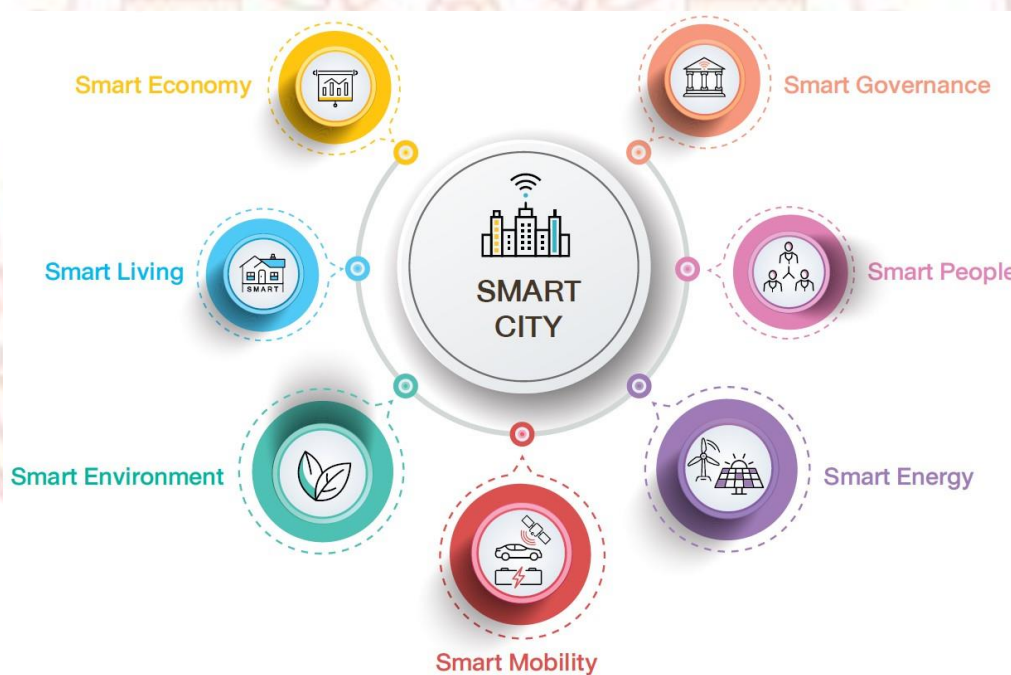 Smart Economy
Smart Governance
SMART
CITY
Smart Living
SMART
Smart People
Smart Environment
Smart Energy
Smart Mobility